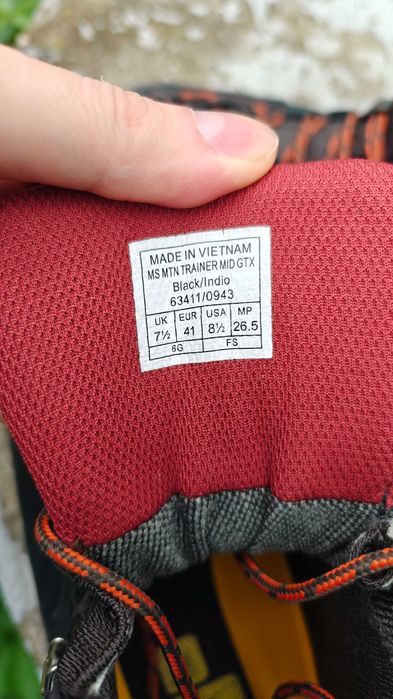 MADE IN VIETNAM
MS MTN TRAINER MID GTX
Black/Indio
63411/0943
UK EUR USA MP
7½ 41 8½ 26.5
6G FS